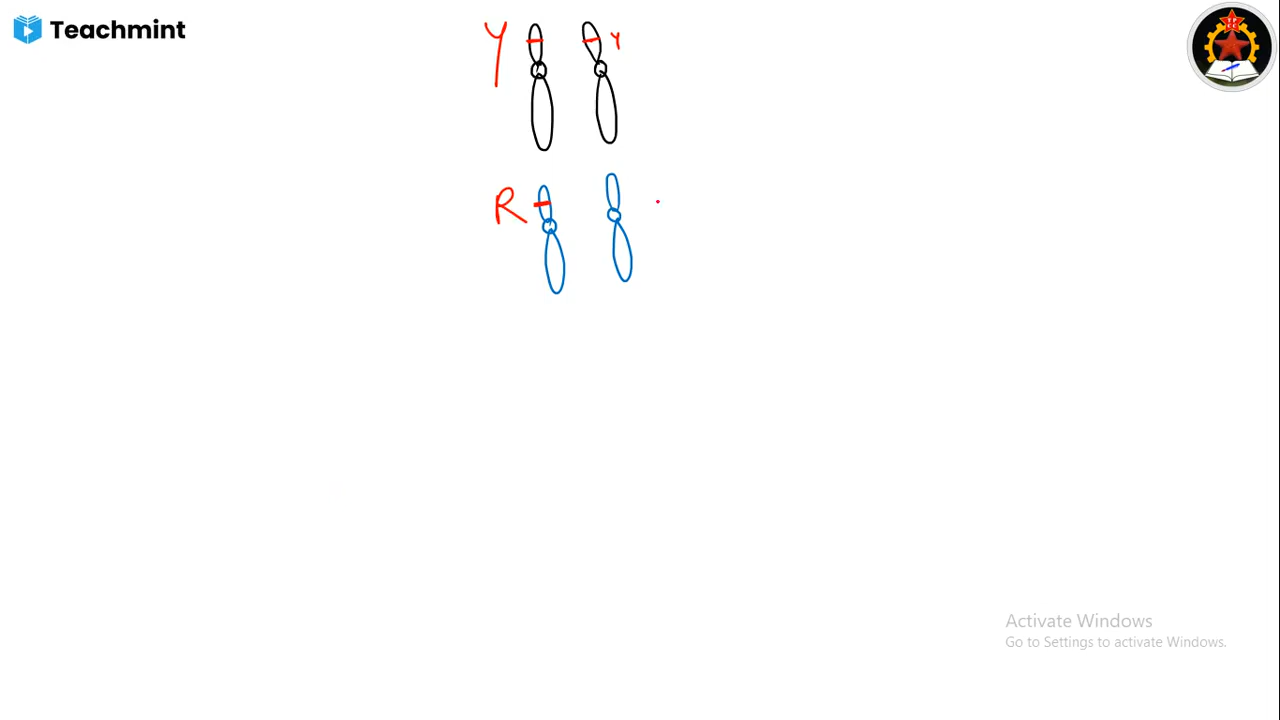 Teachmint
Y y
R
Activate Windows
Go to Settings to activate Windows.